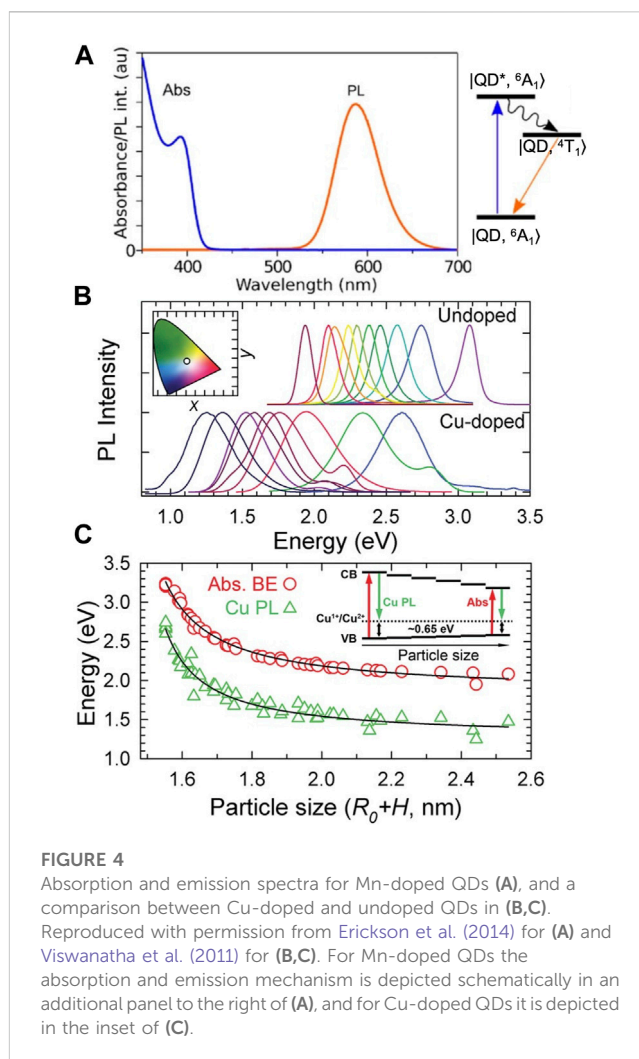 A
Absorbance/PL int. (au)
Abs
PL
0
400
500
600
700
Wavelength (nm)
|QD*, ⁶A₁⟩
|QD, ⁴T₁⟩
|QD, ⁶A₁⟩
B
PL Intensity
y
x
Undoped
Cu-doped
1.0 1.5 2.0 2.5 3.0 3.5
Energy (eV)
C
Energy (eV)
3.5
3.0
2.5
2.0
1.5
1.0
Abs. BE
Cu PL
CB
Cu PL
Abs
Cu¹⁺/Cu²⁺
~0.65 eV
VB
Particle size
1.6 1.8 2.0 2.2 2.4 2.6
Particle size (R₀+H, nm)
FIGURE 4
Absorption and emission spectra for Mn-doped QDs (A), and a
comparison between Cu-doped and undoped QDs in (B,C).
Reproduced with permission from Erickson et al. (2014) for (A) and
Viswanatha et al. (2011) for (B,C). For Mn-doped QDs the
absorption and emission mechanism is depicted schematically in an
additional panel to the right of (A), and for Cu-doped QDs it is depicted
in the inset of (C).